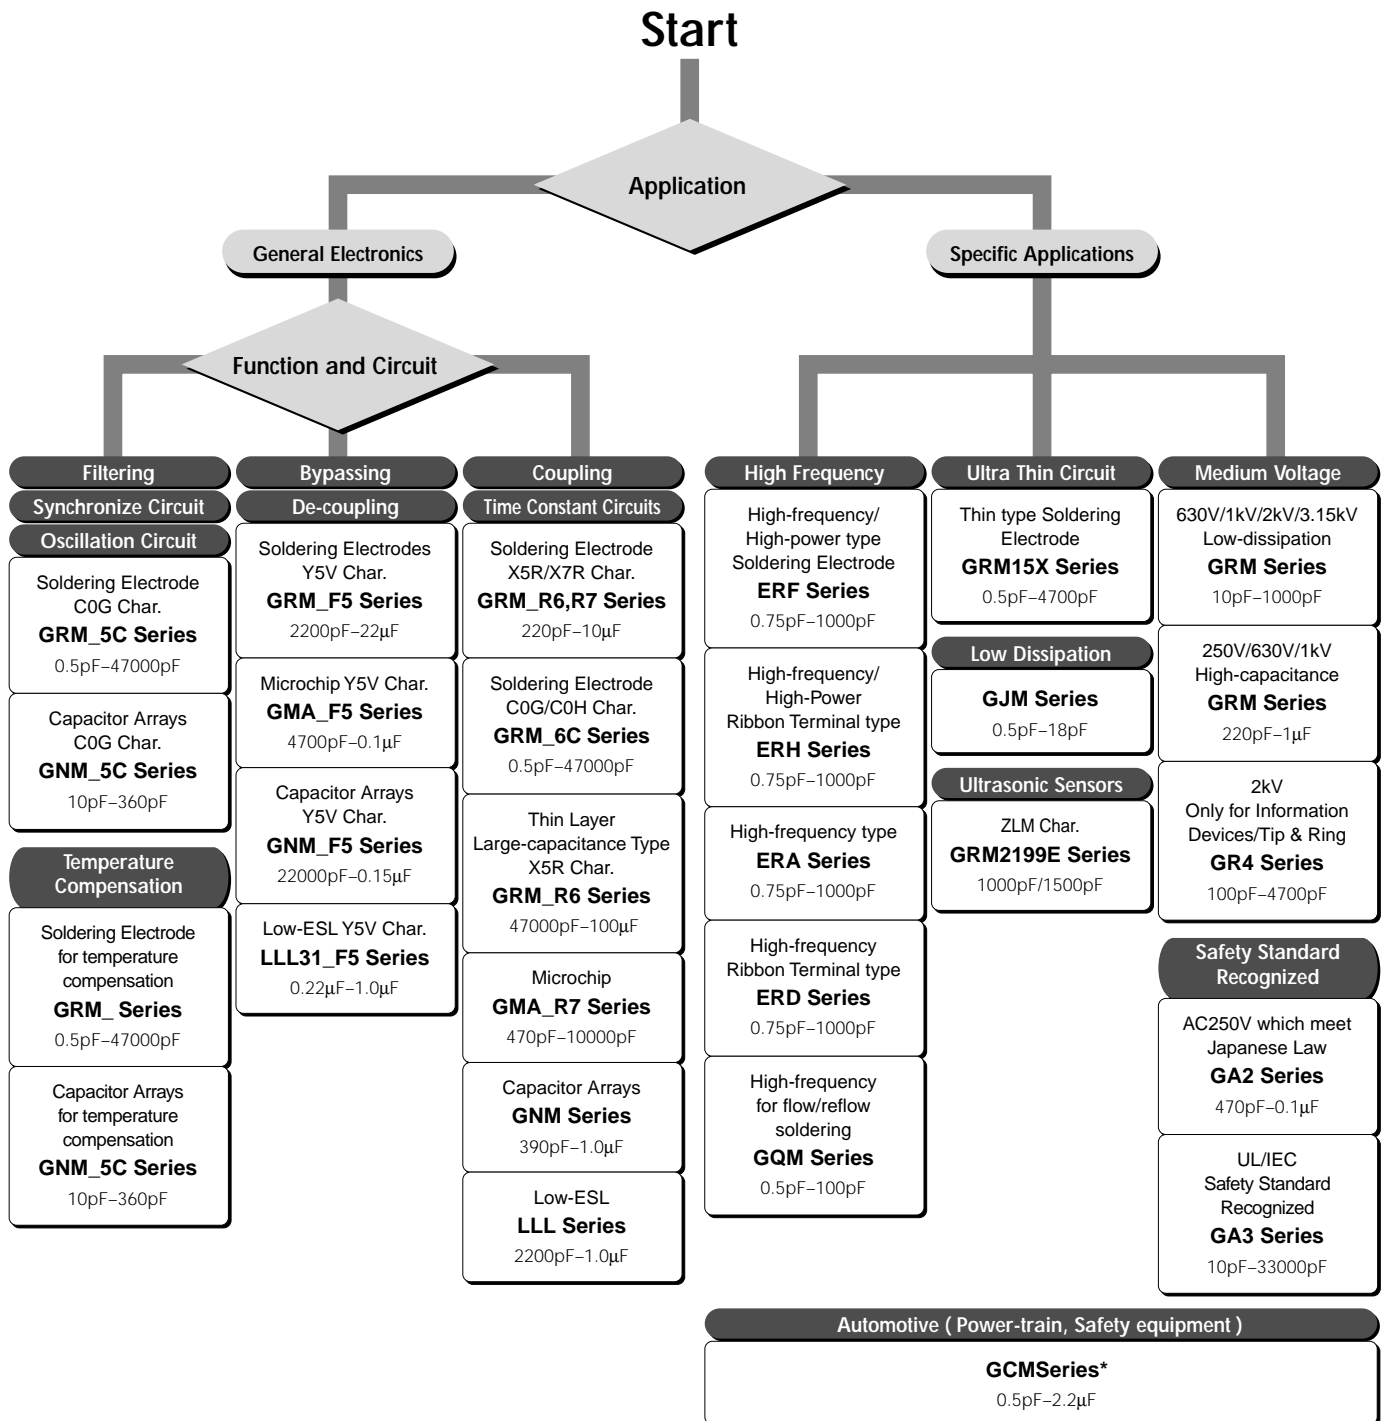 Start
Application
General Electronics
Specific Applications
Function and Circuit
Filtering
Synchronize Circuit
Oscillation Circuit
Soldering Electrode
C0G Char.
GRM_5C Series
0.5pF–47000pF
Capacitor Arrays
C0G Char.
GNM_5C Series
10pF–360pF
Temperature
Compensation
Soldering Electrode
for temperature
compensation
GRM_ Series
0.5pF–47000pF
Capacitor Arrays
for temperature
compensation
GNM_5C Series
10pF–360pF
Bypassing
De-coupling
Soldering Electrodes
Y5V Char.
GRM_F5 Series
2200pF–22μF
Microchip Y5V Char.
GMA_F5 Series
4700pF–0.1μF
Capacitor Arrays
Y5V Char.
GNM_F5 Series
22000pF–0.15μF
Low-ESL Y5V Char.
LLL31_F5 Series
0.22μF–1.0μF
Coupling
Time Constant Circuits
Soldering Electrode
X5R/X7R Char.
GRM_R6,R7 Series
220pF–10μF
Soldering Electrode
C0G/C0H Char.
GRM_6C Series
0.5pF–47000pF
Thin Layer
Large-capacitance Type
X5R Char.
GRM_R6 Series
47000pF–100μF
Microchip
GMA_R7 Series
470pF–10000pF
Capacitor Arrays
GNM Series
390pF–1.0μF
Low-ESL
LLL Series
2200pF–1.0μF
High Frequency
High-frequency/
High-power type
Soldering Electrode
ERF Series
0.75pF–1000pF
High-frequency/
High-Power
Ribbon Terminal type
ERH Series
0.75pF–1000pF
High-frequency type
ERA Series
0.75pF–1000pF
High-frequency
Ribbon Terminal type
ERD Series
0.75pF–1000pF
High-frequency
for flow/reflow
soldering
GQM Series
0.5pF–100pF
Ultra Thin Circuit
Thin type Soldering
Electrode
GRM15X Series
0.5pF–4700pF
Low Dissipation
GJM Series
0.5pF–18pF
Ultrasonic Sensors
ZLM Char.
GRM2199E Series
1000pF/1500pF
Medium Voltage
630V/1kV/2kV/3.15kV
Low-dissipation
GRM Series
10pF–1000pF
250V/630V/1kV
High-capacitance
GRM Series
220pF–1μF
2kV
Only for Information
Devices/Tip & Ring
GR4 Series
100pF–4700pF
Safety Standard
Recognized
AC250V which meet
Japanese Law
GA2 Series
470pF–0.1μF
UL/IEC
Safety Standard
Recognized
GA3 Series
10pF–33000pF
Automotive ( Power-train, Safety equipment )
GCMSeries*
0.5pF–2.2μF